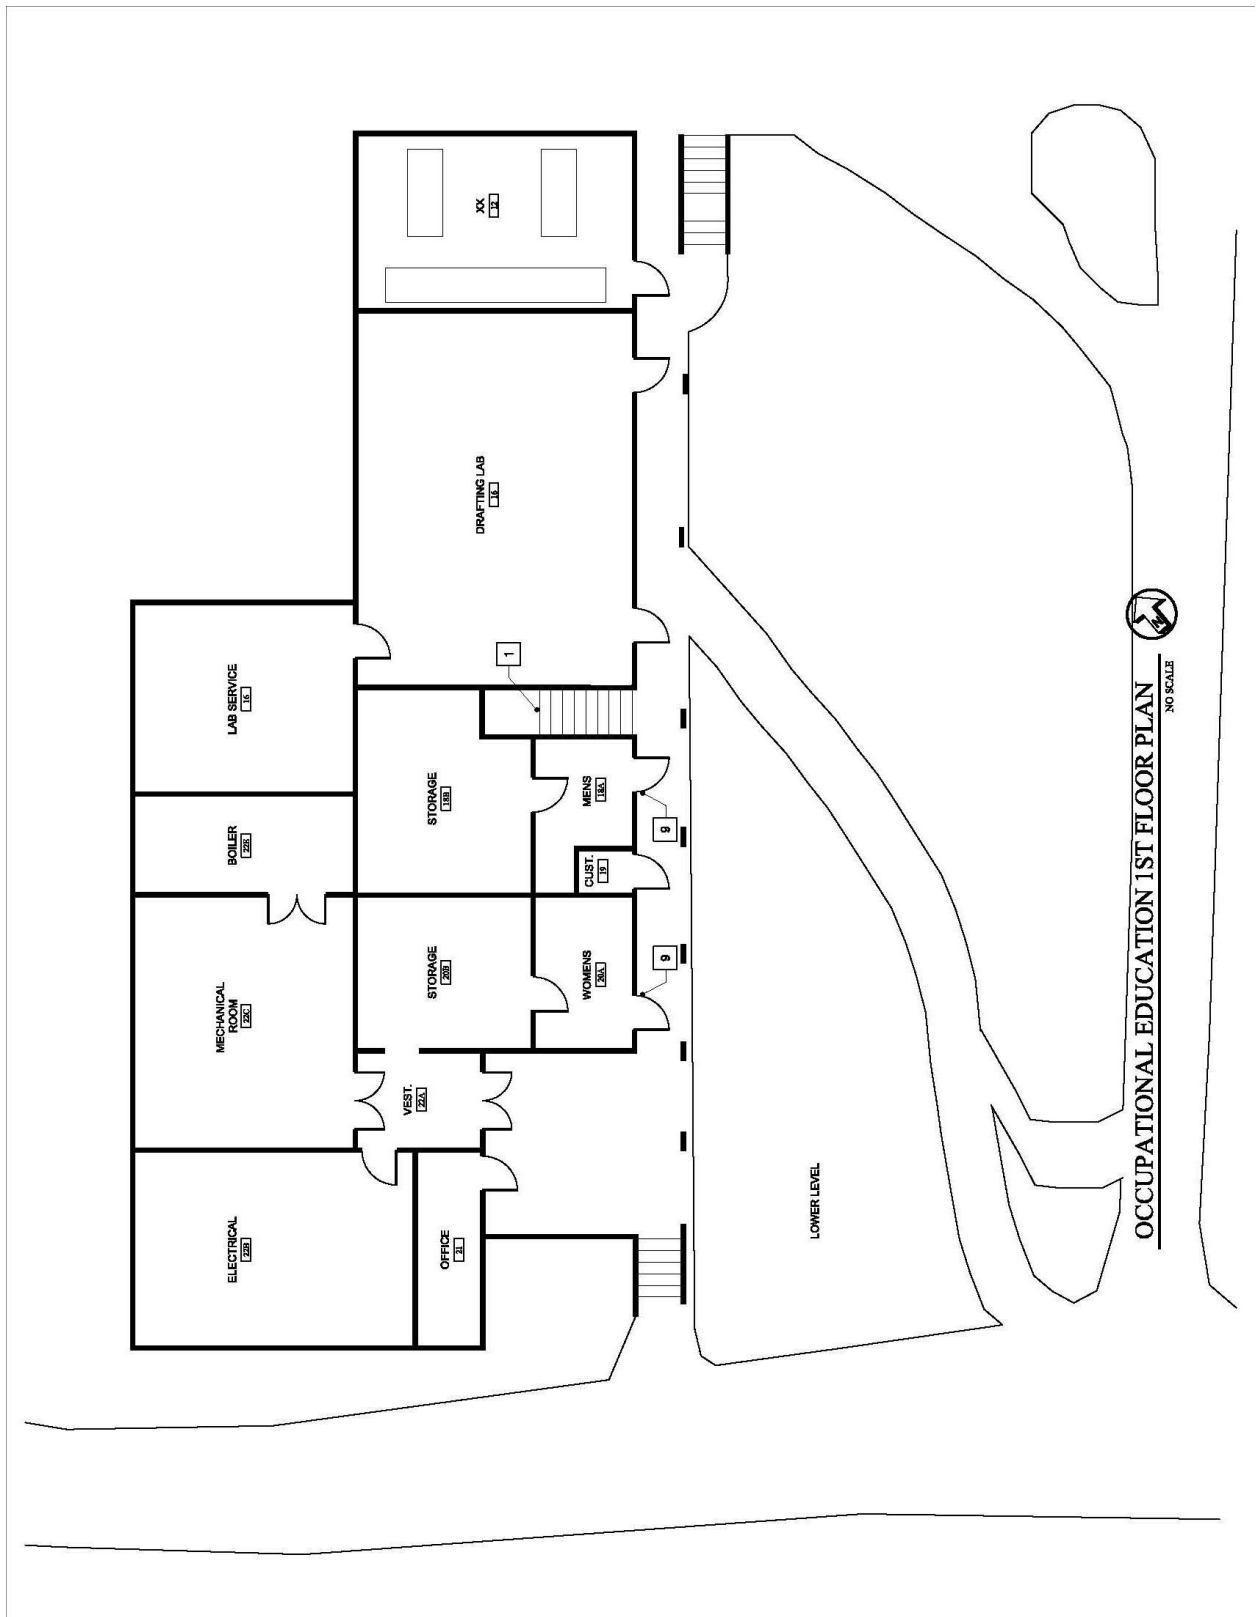 ELECTRICAL
22B
MECHANICAL
ROOM
22C
BOILER
22E
LAB SERVICE
16
VEST.
22A
STORAGE
20B
STORAGE
18B
OFFICE
21
DRAFTING LAB
16
XX
12
1
WOMENS
20A
CUST.
19
MENS
18A
9
9
LOWER LEVEL
OCCUPATIONAL EDUCATION 1ST FLOOR PLAN
NO SCALE
N